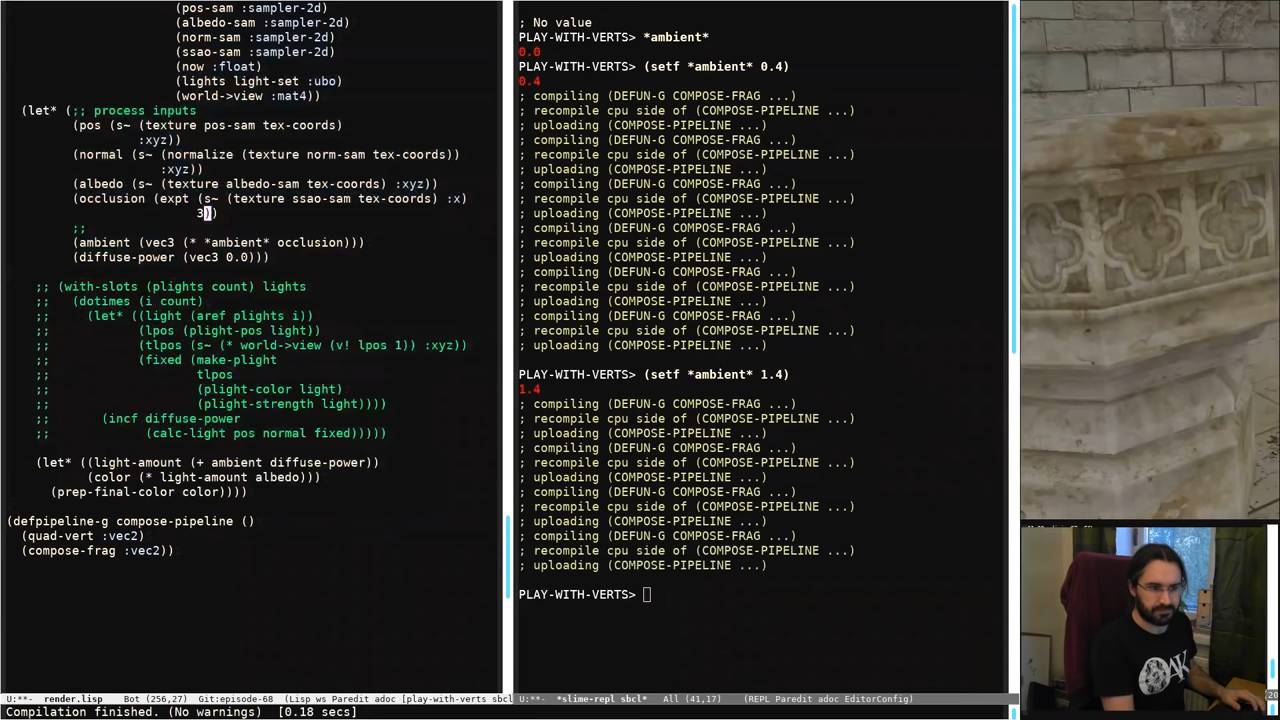 (pos-sam :sampler-2d)
(albedo-sam :sampler-2d)
(norm-sam :sampler-2d)
(ssao-sam :sampler-2d)
(now :float)
(lights light-set :ubo)
(world->view :mat4))
(let* (;; process inputs
(pos (s~ (texture pos-sam tex-coords)
:xyz))
(normal (s~ (normalize (texture norm-sam tex-coords))
:xyz))
(albedo (s~ (texture albedo-sam tex-coords) :xyz))
(occlusion (expt (s~ (texture ssao-sam tex-coords) :x)
3))
;;
(ambient (vec3 (* *ambient* occlusion)))
(diffuse-power (vec3 0.0)))
;; (with-slots (plights count) lights
;; (dotimes (i count)
;; (let* ((light (aref plights i))
;; (lpos (plight-pos light))
;; (tlpos (s~ (* world->view (v! lpos 1)) :xyz))
;; (fixed (make-plight
;; tlpos
;; (plight-color light)
;; (plight-strength light))))
;; (incf diffuse-power
;; (calc-light pos normal fixed)))))
(let* ((light-amount (+ ambient diffuse-power))
(color (* light-amount albedo)))
(prep-final-color color))))
(defpipeline-g compose-pipeline ()
(quad-vert :vec2)
(compose-frag :vec2))
U:**- render.lisp Bot (256,27) Git:episode-68 (Lisp ws Paredit adoc [play-with-verts sbcl
Compilation finished. (No warnings) [0.18 secs]
; No value
PLAY-WITH-VERTS> *ambient*
0.0
PLAY-WITH-VERTS> (setf *ambient* 0.4)
0.4
; compiling (DEFUN-G COMPOSE-FRAG ...)
; recompile cpu side of (COMPOSE-PIPELINE ...)
; uploading (COMPOSE-PIPELINE ...)
; compiling (DEFUN-G COMPOSE-FRAG ...)
; recompile cpu side of (COMPOSE-PIPELINE ...)
; uploading (COMPOSE-PIPELINE ...)
; compiling (DEFUN-G COMPOSE-FRAG ...)
; recompile cpu side of (COMPOSE-PIPELINE ...)
; uploading (COMPOSE-PIPELINE ...)
; compiling (DEFUN-G COMPOSE-FRAG ...)
; recompile cpu side of (COMPOSE-PIPELINE ...)
; uploading (COMPOSE-PIPELINE ...)
; compiling (DEFUN-G COMPOSE-FRAG ...)
; recompile cpu side of (COMPOSE-PIPELINE ...)
; uploading (COMPOSE-PIPELINE ...)
; compiling (DEFUN-G COMPOSE-FRAG ...)
; recompile cpu side of (COMPOSE-PIPELINE ...)
; uploading (COMPOSE-PIPELINE ...)
PLAY-WITH-VERTS> (setf *ambient* 1.4)
1.4
; compiling (DEFUN-G COMPOSE-FRAG ...)
; recompile cpu side of (COMPOSE-PIPELINE ...)
; uploading (COMPOSE-PIPELINE ...)
; compiling (DEFUN-G COMPOSE-FRAG ...)
; recompile cpu side of (COMPOSE-PIPELINE ...)
; uploading (COMPOSE-PIPELINE ...)
; compiling (DEFUN-G COMPOSE-FRAG ...)
; recompile cpu side of (COMPOSE-PIPELINE ...)
; uploading (COMPOSE-PIPELINE ...)
; compiling (DEFUN-G COMPOSE-FRAG ...)
; recompile cpu side of (COMPOSE-PIPELINE ...)
; uploading (COMPOSE-PIPELINE ...)
PLAY-WITH-VERTS>
U:**- *slime-repl sbcl* All (41,17) (REPL Paredit adoc EditorConfig)
OAK
20